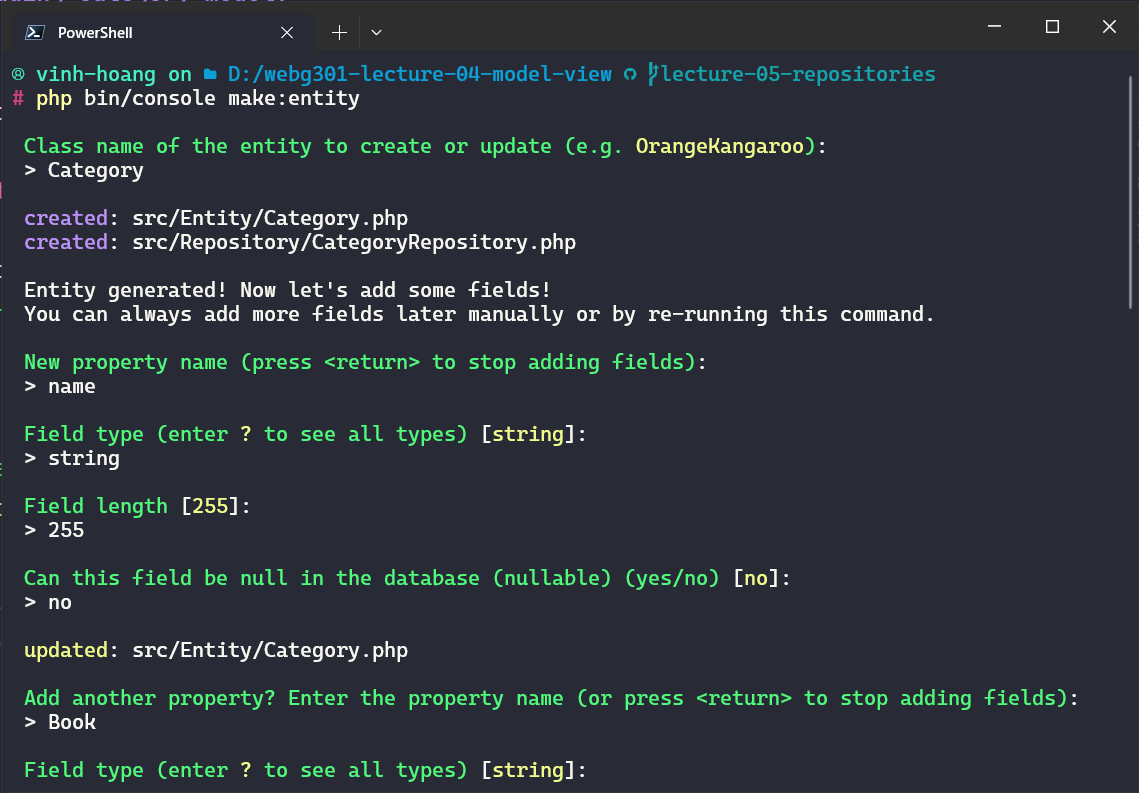 PowerShell
® vinh-hoang on D:/webg301-lecture-04-model-view lecture-05-repositories
# php bin/console make:entity
Class name of the entity to create or update (e.g. OrangeKangaroo):
> Category
created: src/Entity/Category.php
created: src/Repository/CategoryRepository.php
Entity generated! Now let's add some fields!
You can always add more fields later manually or by re-running this command.
New property name (press <return> to stop adding fields):
> name
Field type (enter ? to see all types) [string]:
> string
Field length [255]:
> 255
Can this field be null in the database (nullable) (yes/no) [no]:
> no
updated: src/Entity/Category.php
Add another property? Enter the property name (or press <return> to stop adding fields):
> Book
Field type (enter ? to see all types) [string]: